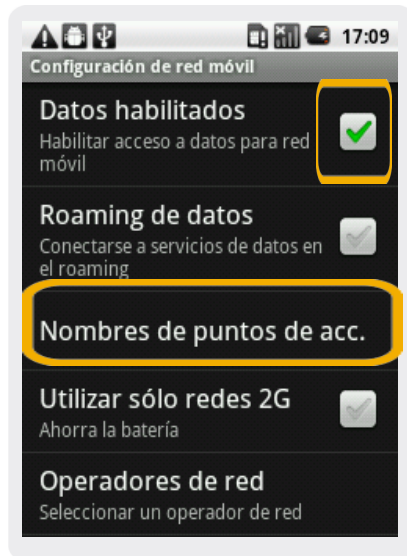 17:09
Configuración de red móvil
Datos habilitados
Habilitar acceso a datos para red
móvil
Roaming de datos
Conectarse a servicios de datos en
el roaming
Nombres de puntos de acc.
Utilizar sólo redes 2G
Ahorra la batería
Operadores de red
Seleccionar un operador de red